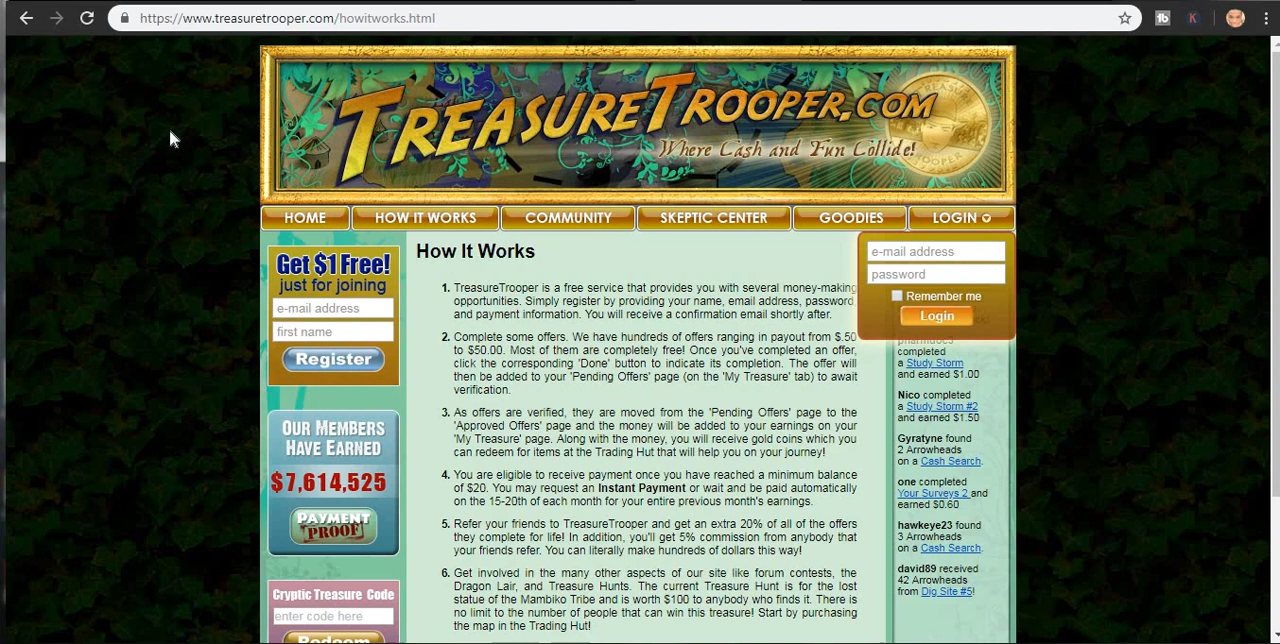 https://www.treasuretrooper.com/howitworks.html
TREASURETROOPER.COM
Where Cash and Fun Collide!
HOME
HOW IT WORKS
COMMUNITY
SKEPTIC CENTER
GOODIES
LOGIN
Get $1 Free!
just for joining
e-mail address
first name
Register
OUR MEMBERS
HAVE EARNED
$7,614,525
PAYMENT
PROOF
Cryptic Treasure Code
enter code here
Redeem
How It Works
1. TreasureTrooper is a free service that provides you with several money-making
opportunities. Simply register by providing your name, email address, password
and payment information. You will receive a confirmation email shortly after.
2. Complete some offers. We have hundreds of offers ranging in payout from $.50
to $50.00. Most of them are completely free! Once you've completed an offer,
click the corresponding 'Done' button to indicate its completion. The offer will
then be added to your 'Pending Offers' page (on the 'My Treasure' tab) to await
verification.
3. As offers are verified, they are moved from the 'Pending Offers' page to the
'Approved Offers' page and the money will be added to your earnings on your
'My Treasure' page. Along with the money, you will receive gold coins which you
can redeem for items at the Trading Hut that will help you on your journey!
4. You are eligible to receive payment once you have reached a minimum balance
of $20. You may request an Instant Payment or wait and be paid automatically
on the 15-20th of each month for your entire previous month's earnings.
5. Refer your friends to TreasureTrooper and get an extra 20% of all of the offers
they complete for life! In addition, you'll get 5% commission from anybody that
your friends refer. You can literally make hundreds of dollars this way!
6. Get involved in the many other aspects of our site like forum contests, the
Dragon Lair, and Treasure Hunts. The current Treasure Hunt is for the lost
statue of the Mambiko Tribe and is worth $100 to anybody who finds it. There is
no limit to the number of people that can win this treasure! Start by purchasing
the map in the Trading Hut!
e-mail address
password
Remember me
Login
completed
a Study Storm
and earned $1.00
Nico completed
a Study Storm #2
and earned $1.50
Gyratyne found
2 Arrowheads
on a Cash Search.
one completed
Your Surveys 2 and
earned $0.60
hawkeye23 found
3 Arrowheads
on a Cash Search.
david89 received
42 Arrowheads
from Dig Site #5!